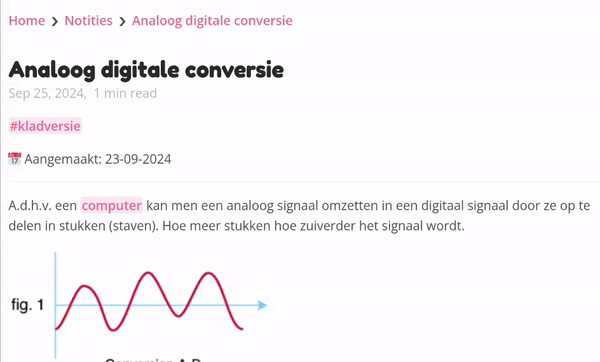 Home > Notities > Analoog digitale conversie
Analoog digitale conversie
Sep 25, 2024, 1 min read
#kladversie
📅 Aangemaakt: 23-09-2024
A.d.h.v. een computer kan men een analoog signaal omzetten in een digitaal signaal door ze op te
delen in stukken (staven). Hoe meer stukken hoe zuiverder het signaal wordt.
fig. 1